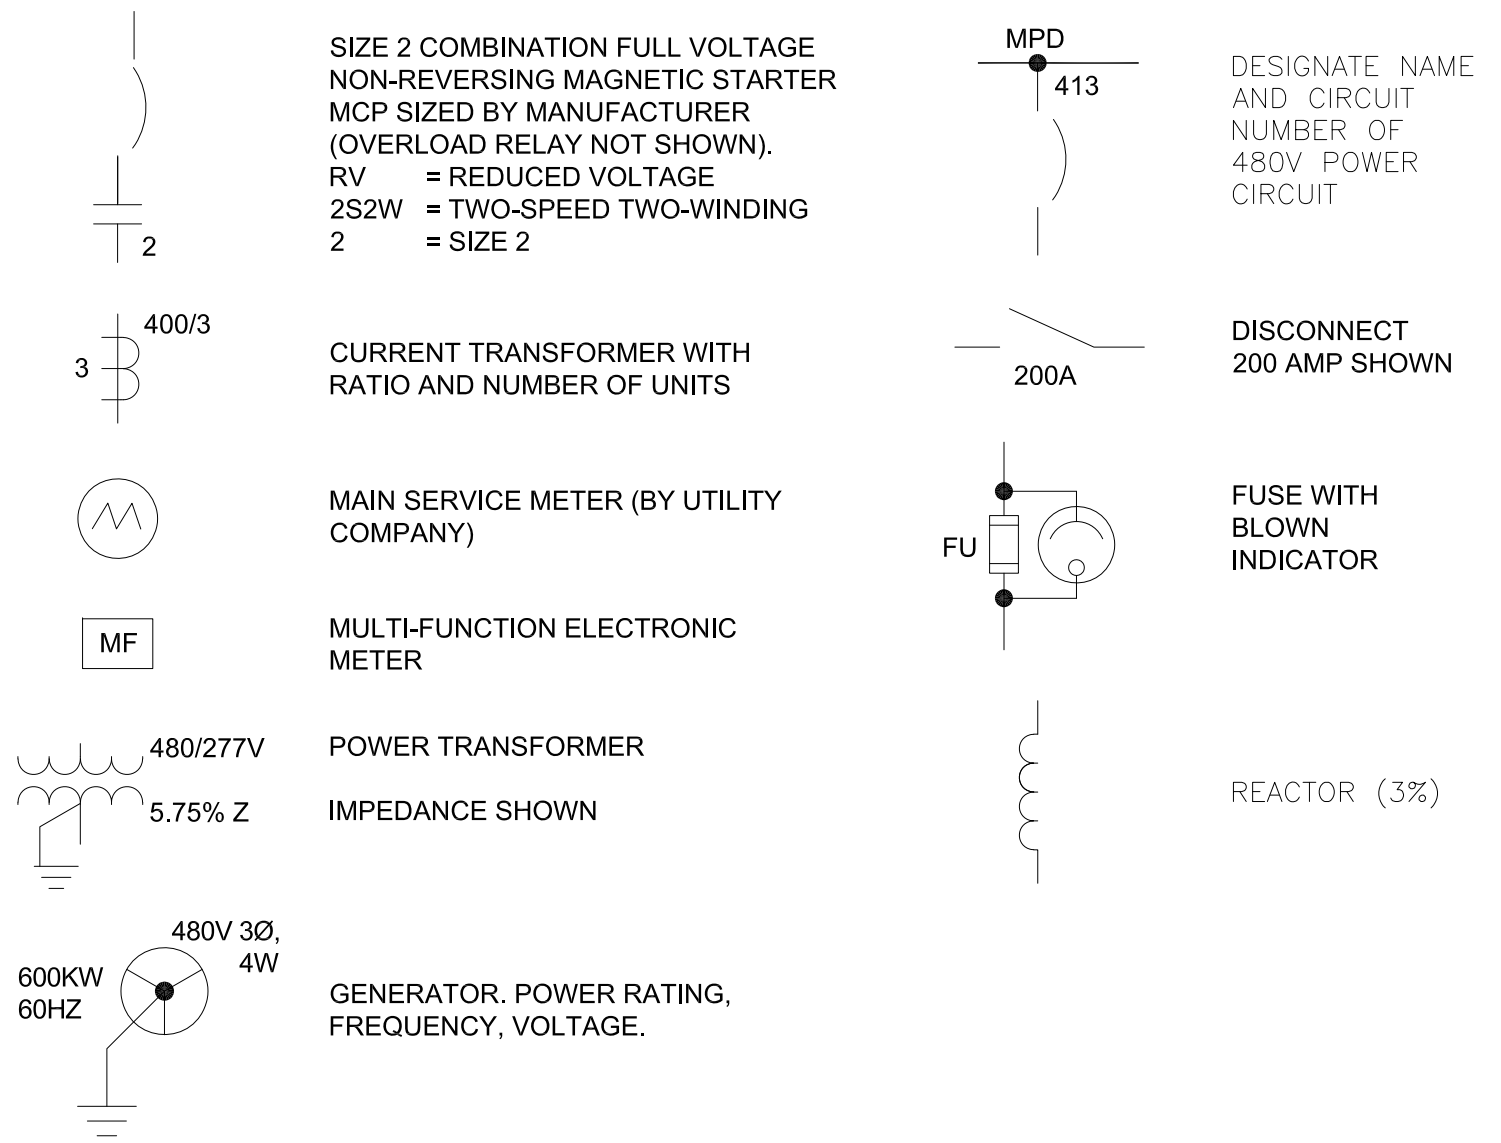 SIZE 2 COMBINATION FULL VOLTAGE
NON-REVERSING MAGNETIC STARTER
MCP SIZED BY MANUFACTURER
(OVERLOAD RELAY NOT SHOWN).
RV = REDUCED VOLTAGE
2S2W = TWO-SPEED TWO-WINDING
2 = SIZE 2
2
400/3
3
CURRENT TRANSFORMER WITH
RATIO AND NUMBER OF UNITS
MAIN SERVICE METER (BY UTILITY
COMPANY)
MF
MULTI-FUNCTION ELECTRONIC
METER
480/277V
POWER TRANSFORMER
5.75% Z
IMPEDANCE SHOWN
480V 3Ø,
4W
600KW
60HZ
GENERATOR. POWER RATING,
FREQUENCY, VOLTAGE.
MPD
413
DESIGNATE NAME
AND CIRCUIT
NUMBER OF
480V POWER
CIRCUIT
200A
DISCONNECT
200 AMP SHOWN
FU
FUSE WITH
BLOWN
INDICATOR
REACTOR (3%)